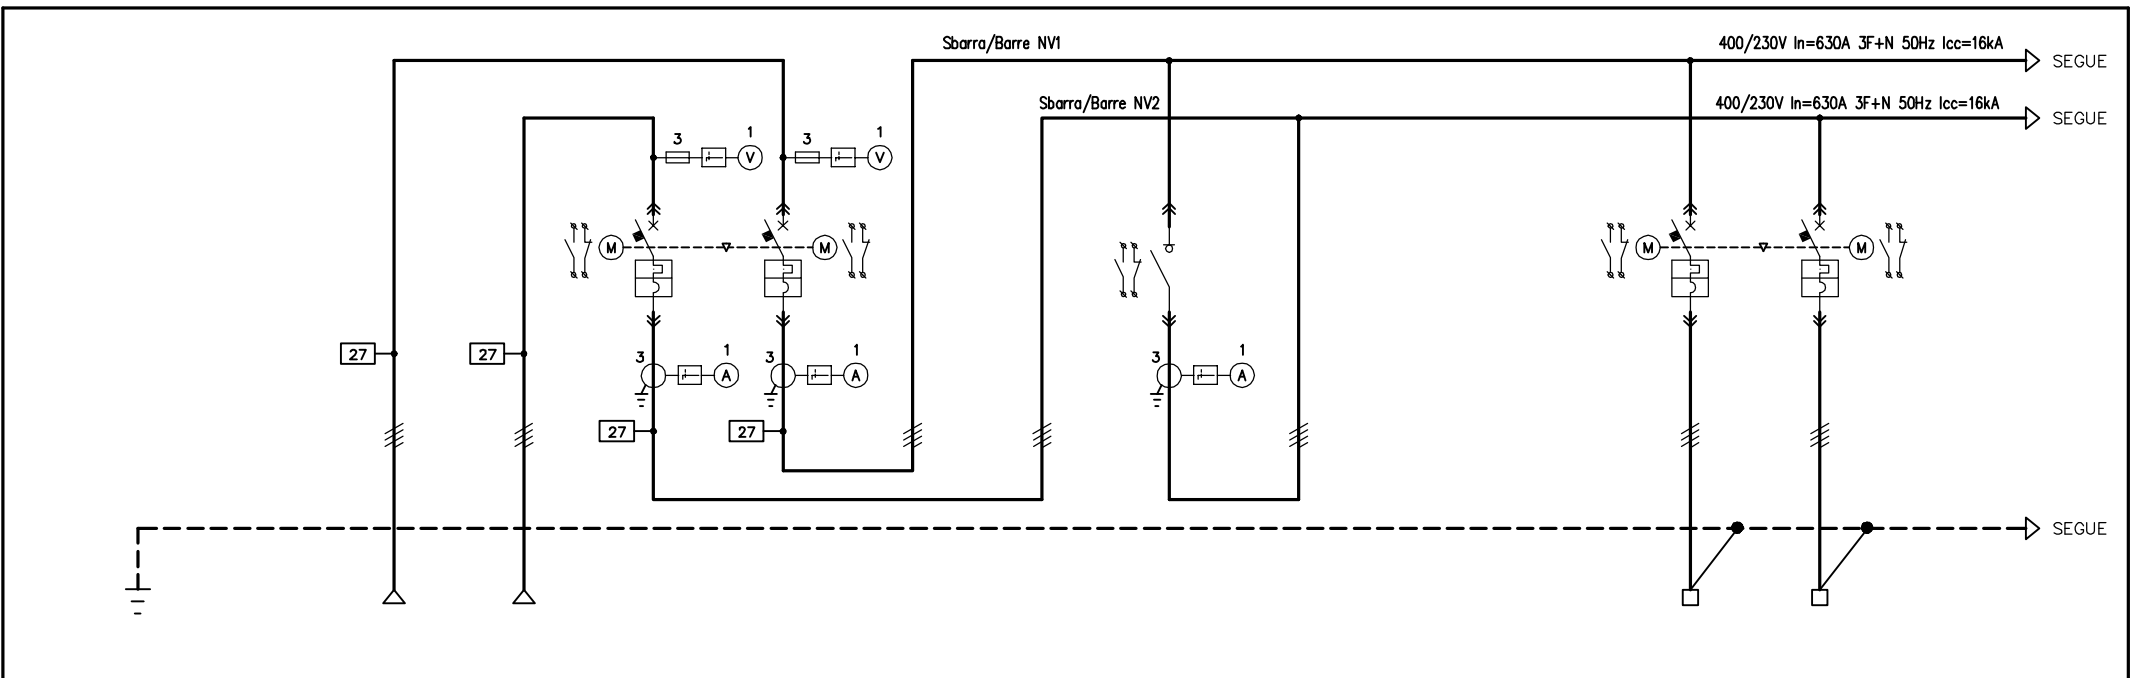 Sbarra/Barre NV1
400/230V In=630A 3F+N 50Hz Icc=16kA
SEGUE
Sbarra/Barre NV2
400/230V In=630A 3F+N 50Hz Icc=16kA
SEGUE
3 1 3 1
V V
M M M M
27 27
3 1 3 1 3 1
A A A
27 27
SEGUE